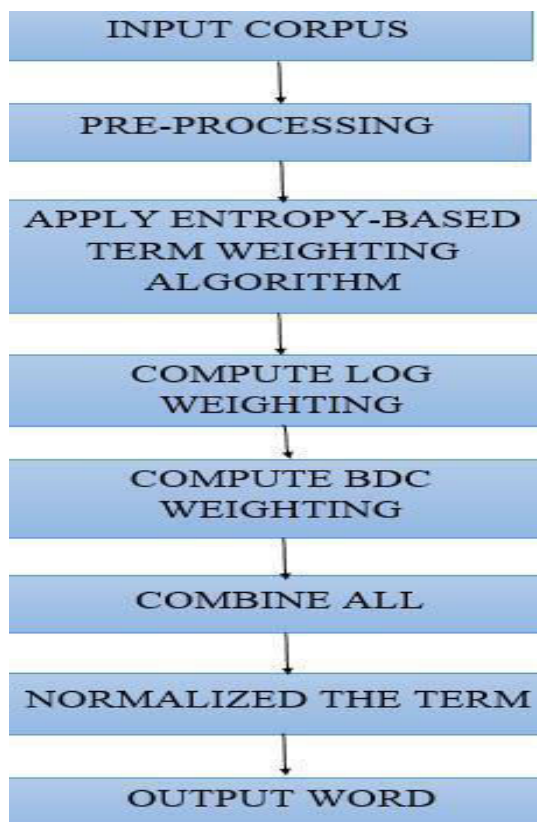 INPUT CORPUS
PRE-PROCESSING
APPLY ENTROPY-BASED
TERM WEIGHTING
ALGORITHM
COMPUTE LOG
WEIGHTING
COMPUTE BDC
WEIGHTING
COMBINE ALL
NORMALIZED THE TERM
OUTPUT WORD